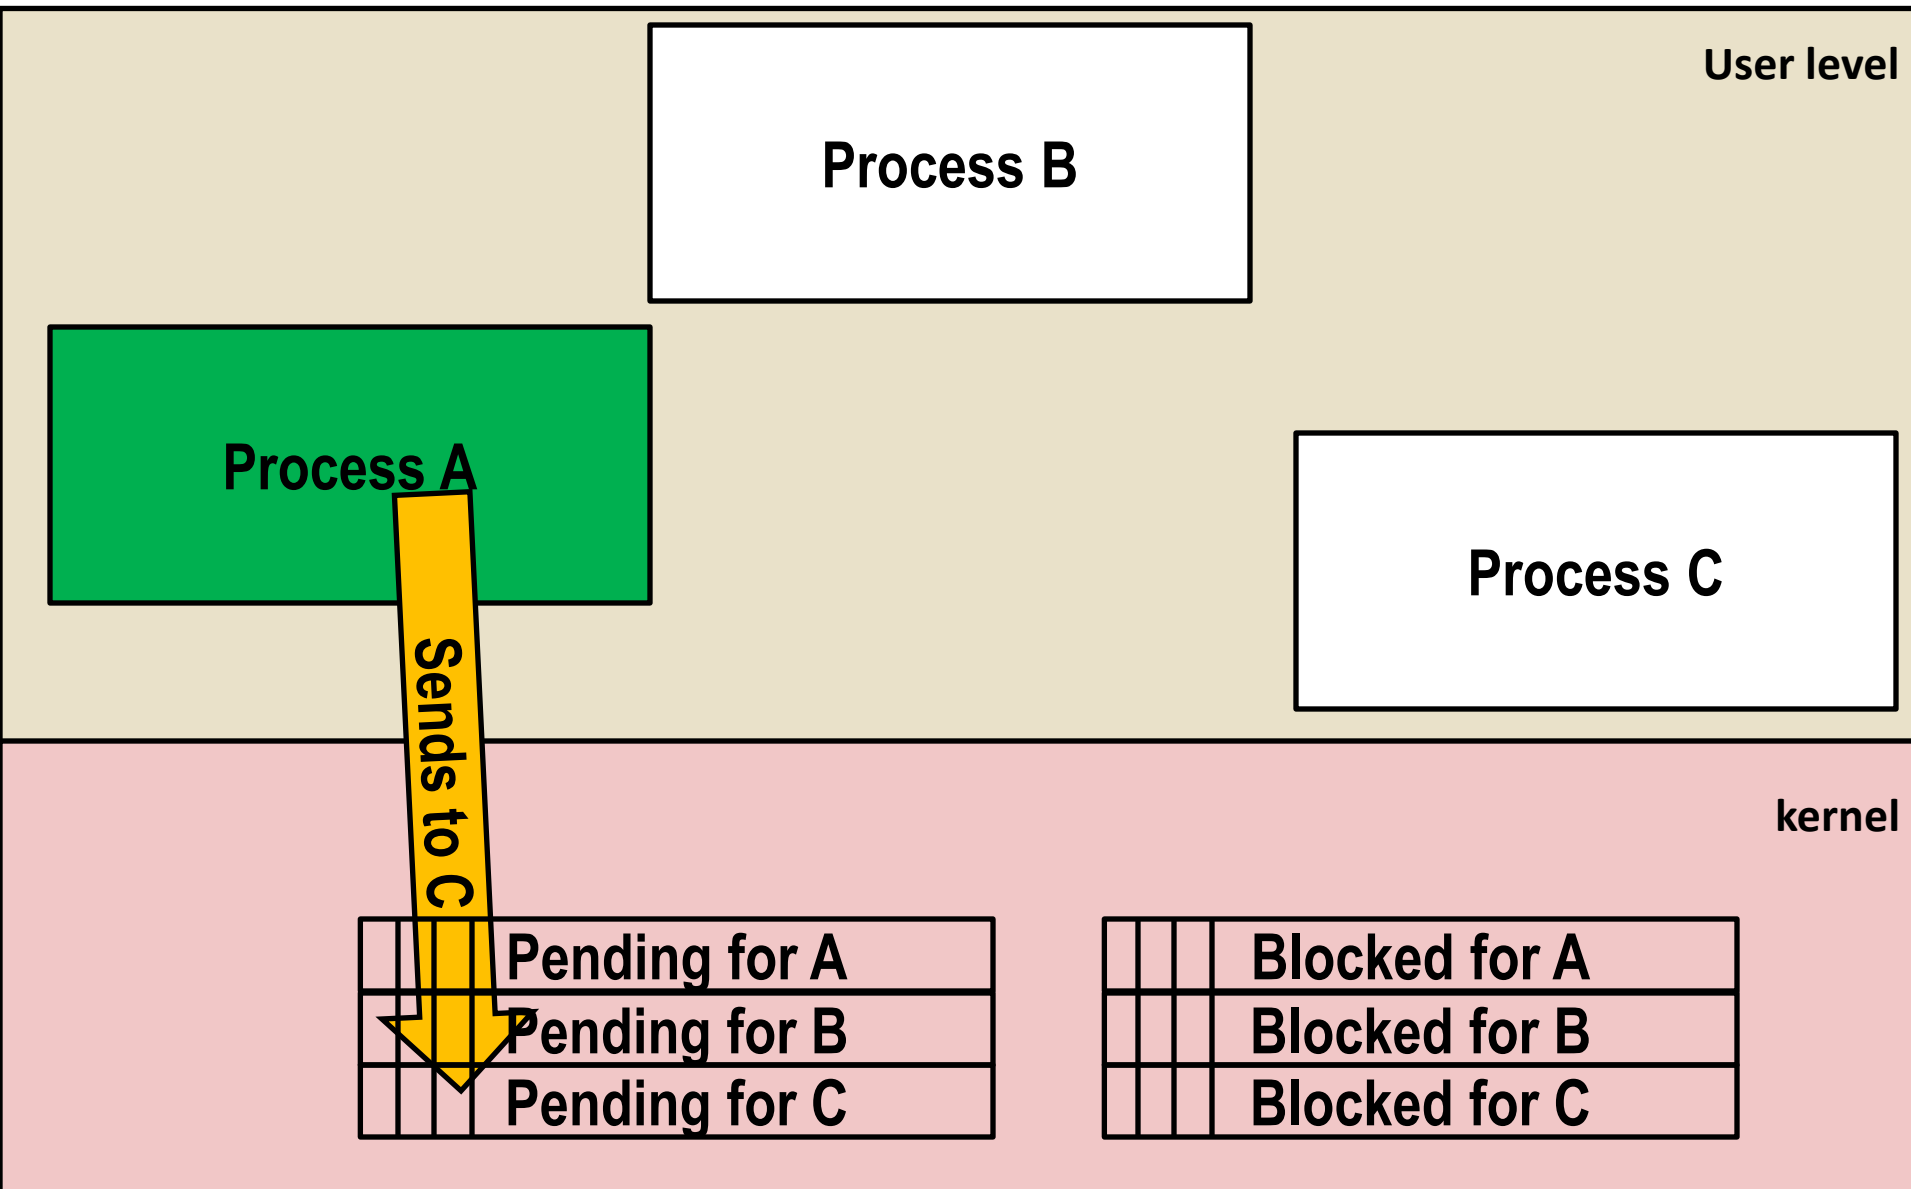 User level
Process B
Process A
Process C
Sends to C
kernel
Pending for A
Blocked for A
Pending for B
Blocked for B
Pending for C
Blocked for C